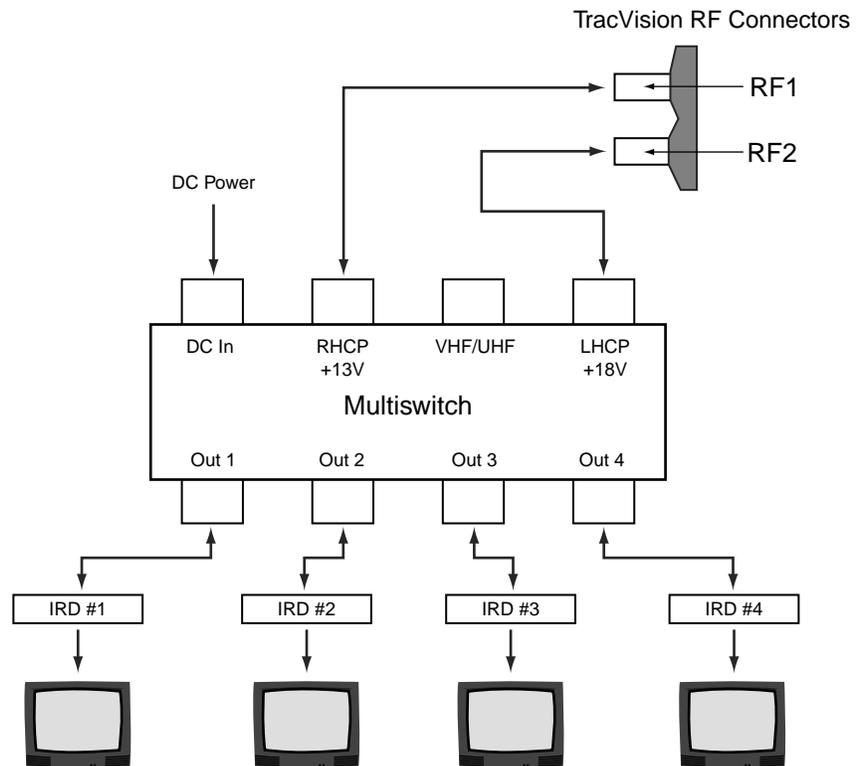 TracVision RF Connectors
RF1
RF2
DC Power
DC In RHCP VHF/UHF LHCP
+13V +18V
Multiswitch
Out 1 Out 2 Out 3 Out 4
IRD #1 IRD #2 IRD #3 IRD #4